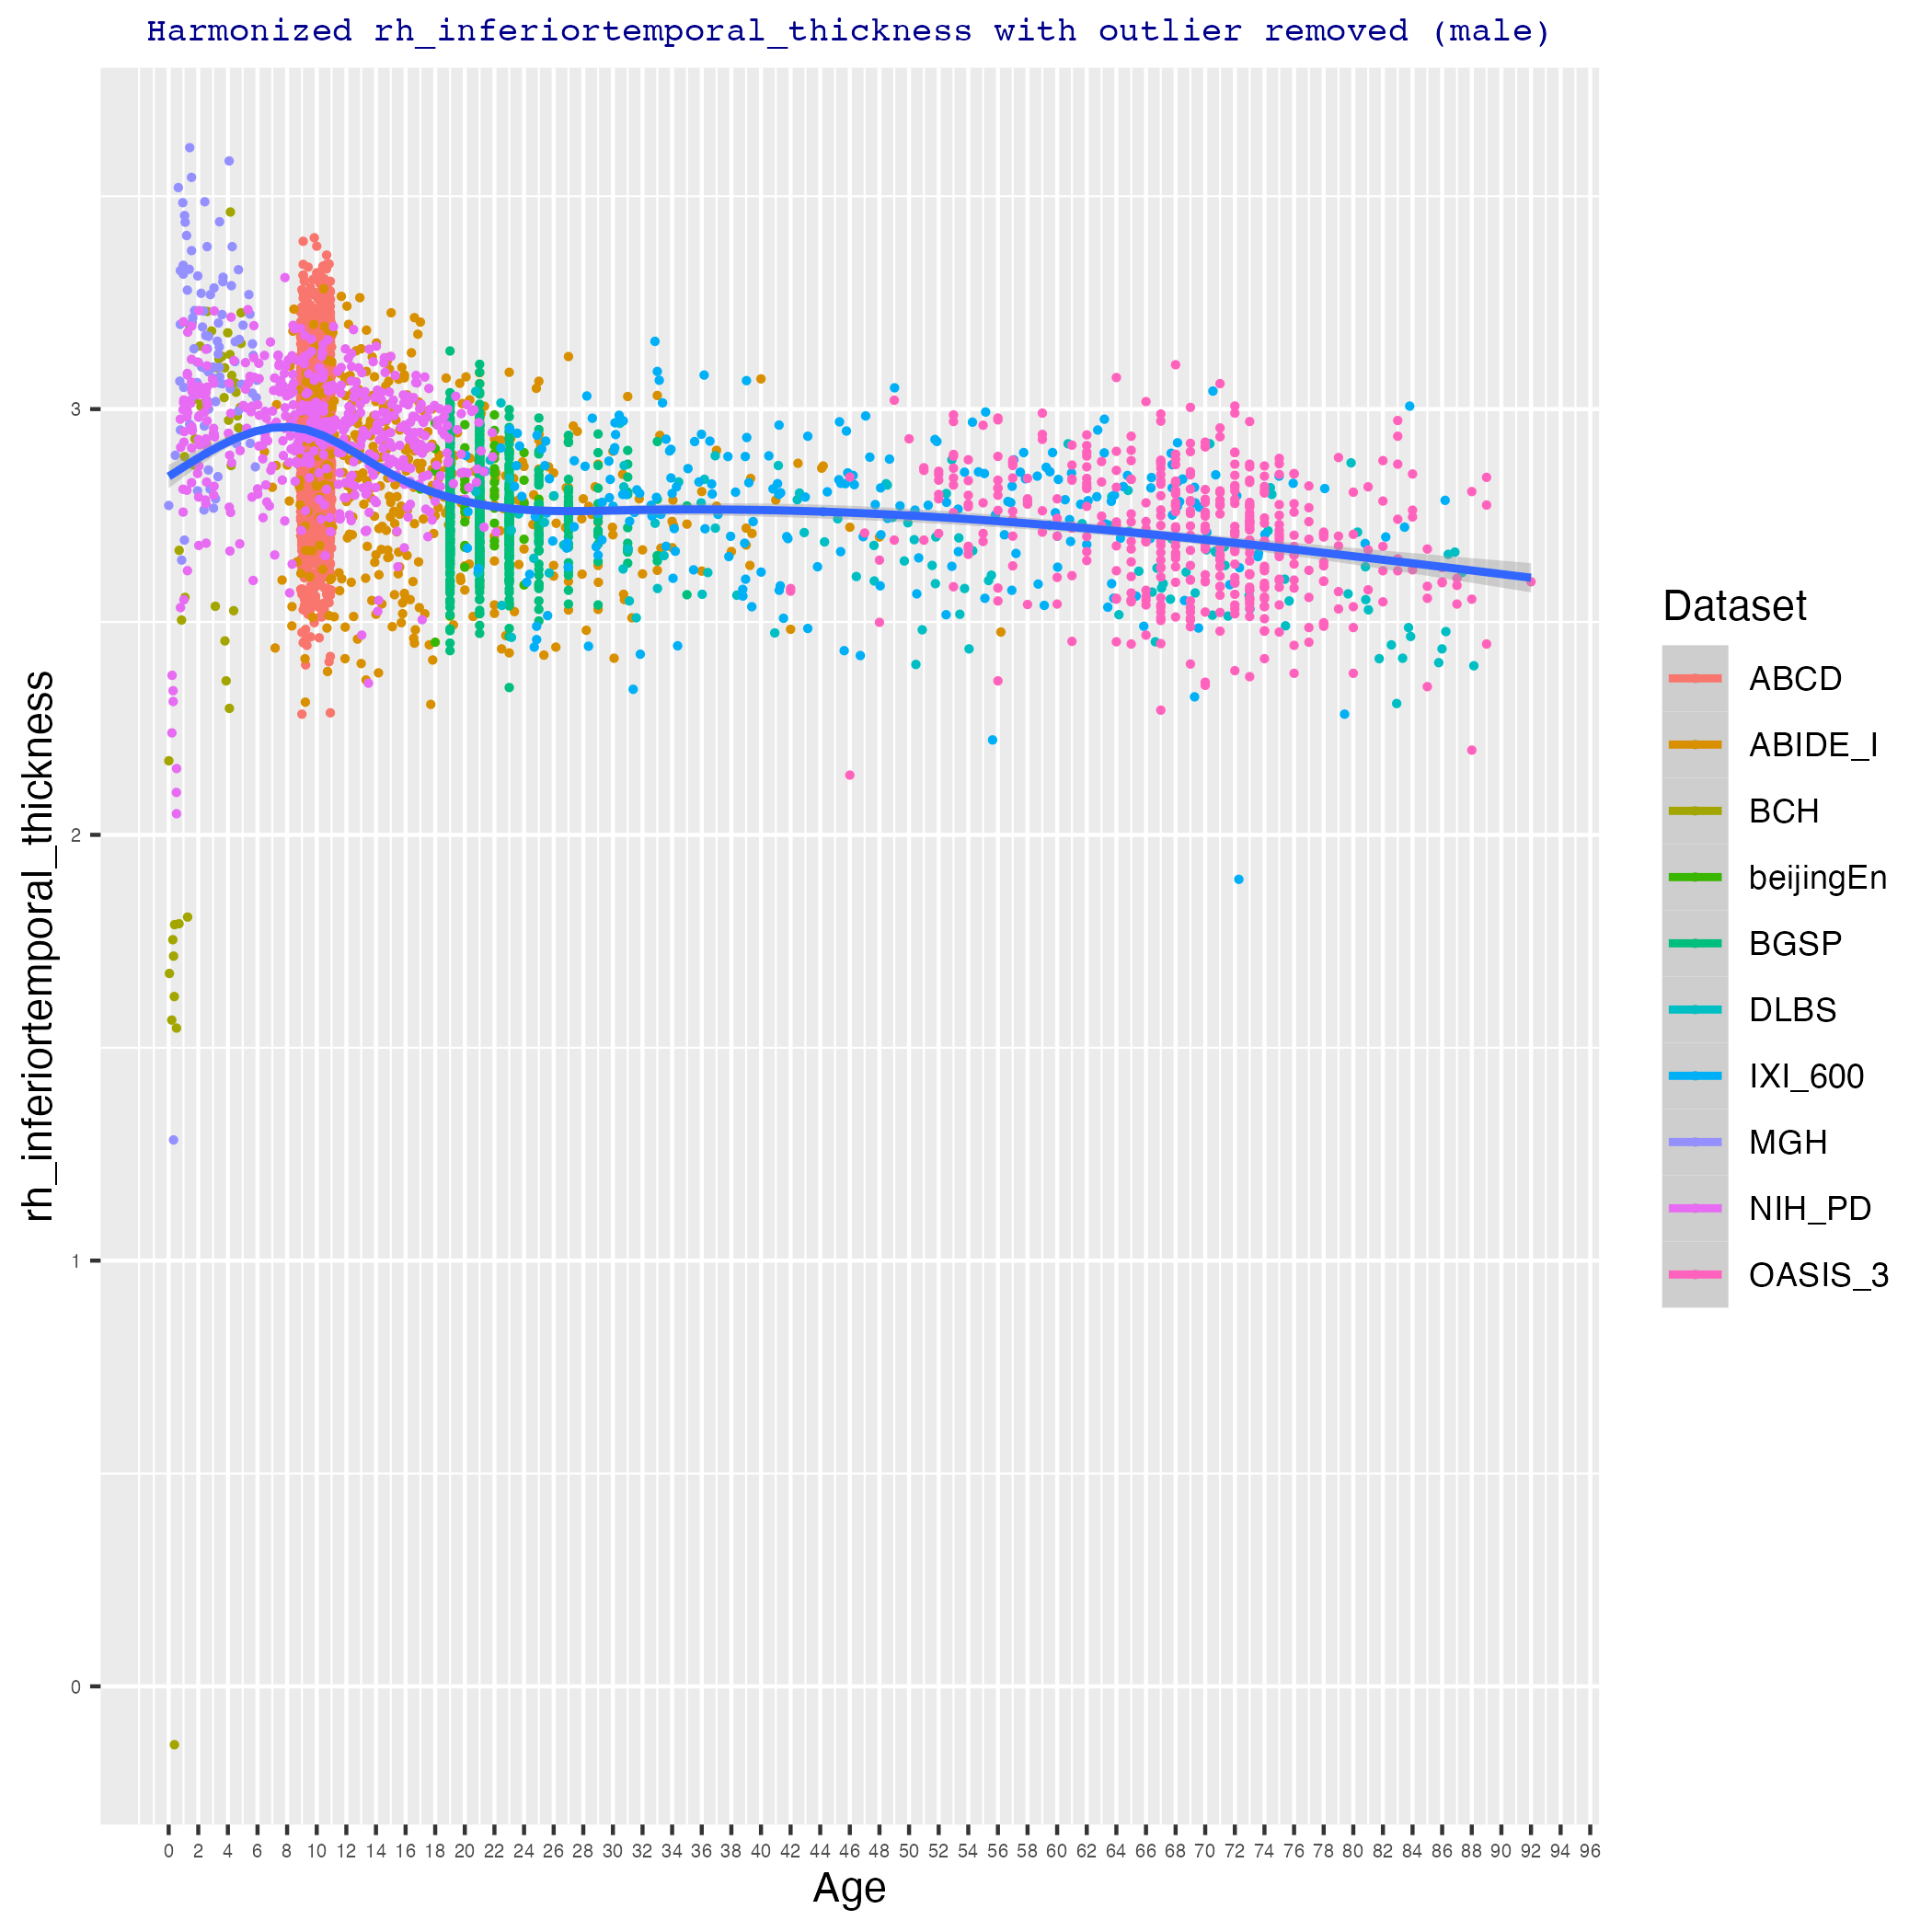 Harmonized rh_inferiortemporal_thickness with outlier removed (male)
rh_inferiortemporal_thickness
3
2
1
0
0 2 4 6 8 10 12 14 16 18 20 22 24 26 28 30 32 34 36 38 40 42 44 46 48 50 52 54 56 58 60 62 64 66 68 70 72 74 76 78 80 82 84 86 88 90 92 94 96
Age
Dataset
ABCD
ABIDE_I
BCH
beijingEn
BGSP
DLBS
IXI_600
MGH
NIH_PD
OASIS_3